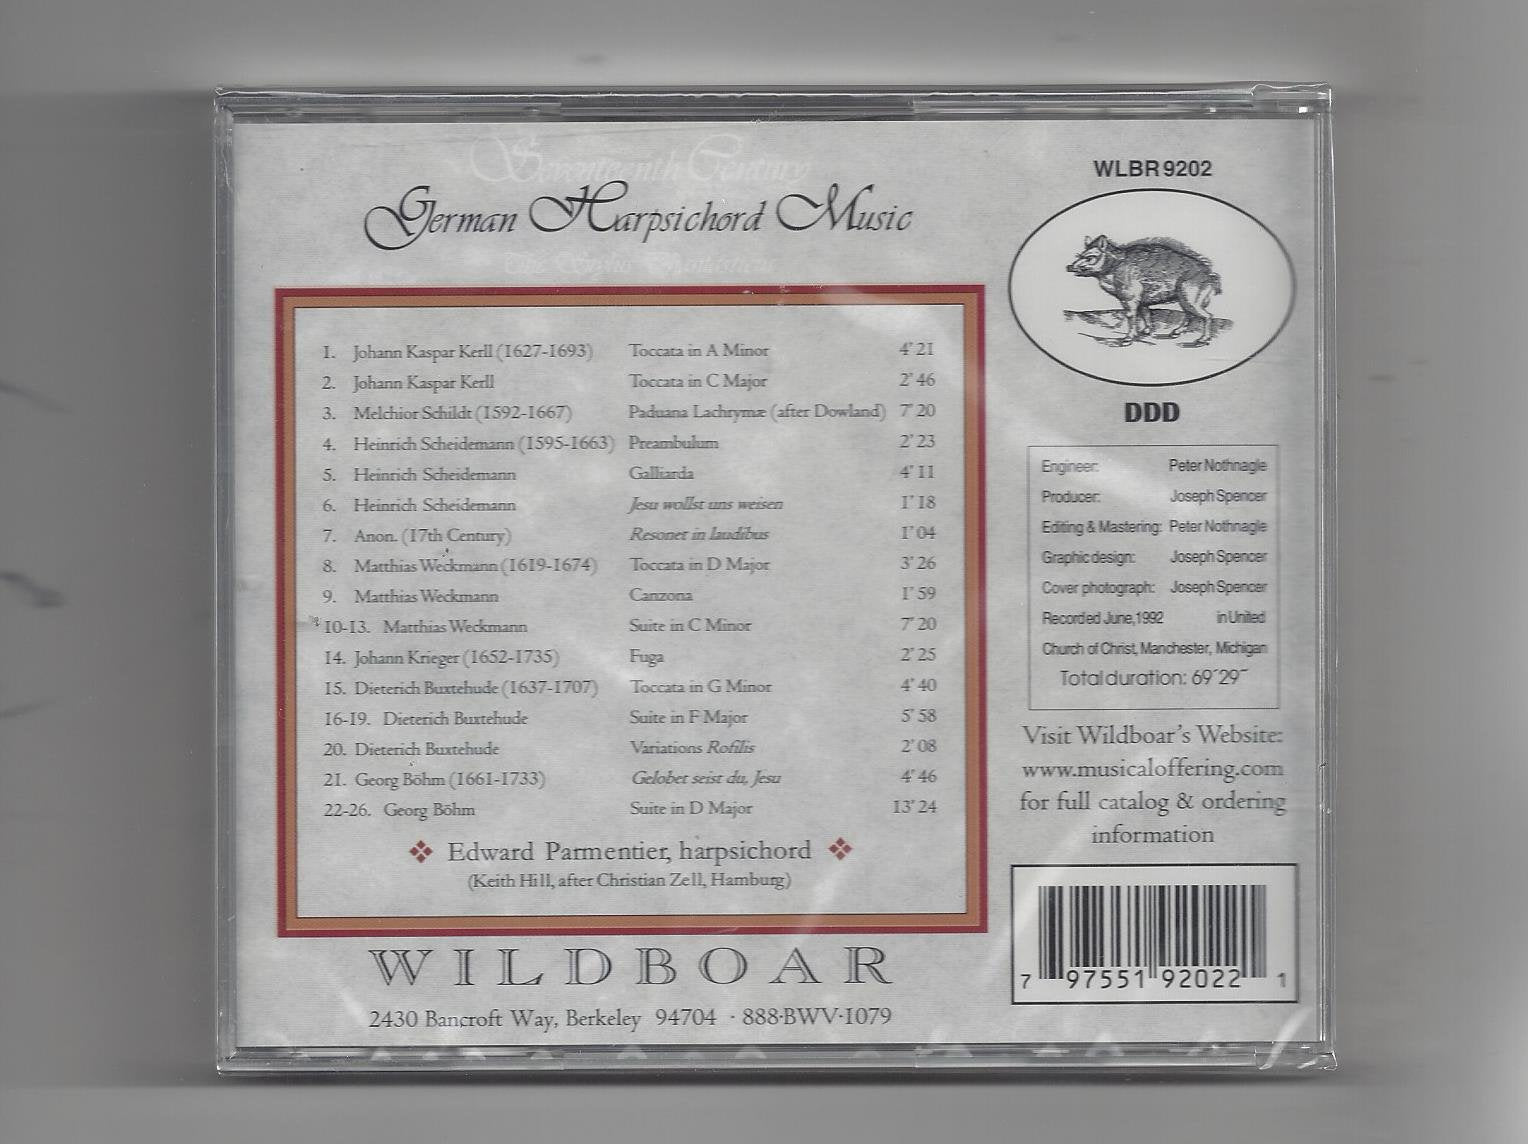 Seventeenth Century
German Harpsichord Music
1. Johann Kaspar Kerll (1627-1693) Toccata in A Minor 4'21
2. Johann Kaspar Kerll Toccata in C Major 2'46
3. Melchior Schildt (1592-1667) Paduana Lachrymæ (after Dowland) 7'20
4. Heinrich Scheidemann (1595-1663) Preambulum 2'23
5. Heinrich Scheidemann Galliarda 4'11
6. Heinrich Scheidemann Jesu wollst uns weisen 1'18
7. Anon. (17th Century) Resonet in laudibus 1'04
8. Matthias Weckmann (1619-1674) Toccata in D Major 3'26
9. Matthias Weckmann Canzona 1'59
10-13. Matthias Weckmann Suite in C Minor 7'20
14. Johann Krieger (1652-1735) Fuga 2'25
15. Dieterich Buxtehude (1637-1707) Toccata in G Minor 4'40
16-19. Dieterich Buxtehude Suite in F Major 5'58
20. Dieterich Buxtehude Variations Rofilis 2'08
21. Georg Böhm (1661-1733) Gelobet seist du, Jesu 4'46
22-26. Georg Böhm Suite in D Major 13'24
Edward Parmentier, harpsichord
(Keith Hill, after Christian Zell, Hamburg)
WILDBOAR
2430 Bancroft Way, Berkeley 94704 · 888·BWV·1079
WLBR 9202
DDD
Engineer: Peter Nothnagle
Producer: Joseph Spencer
Editing & Mastering: Peter Nothnagle
Graphic design: Joseph Spencer
Cover photograph: Joseph Spencer
Recorded June, 1992 in United
Church of Christ, Manchester, Michigan
Total duration: 69'29"
Visit Wildboar's Website:
www.musicaloffering.com
for full catalog & ordering
information
7 97551 92022 1